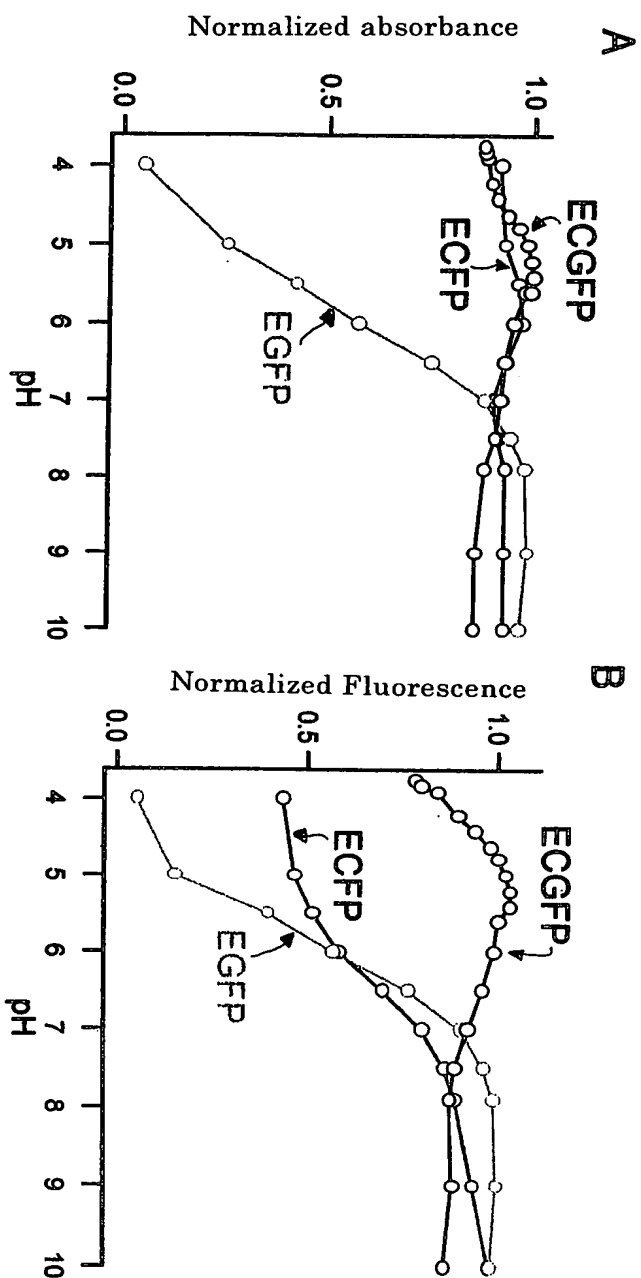 A
Normalized absorbance
1.0
0.5
0.0
ECGFP
ECFP
EGFP
4 5 6 7 8 9 10
pH
B
Normalized Fluorescence
1.0
0.5
0.0
ECGFP
ECFP
EGFP
4 5 6 7 8 9 10
pH